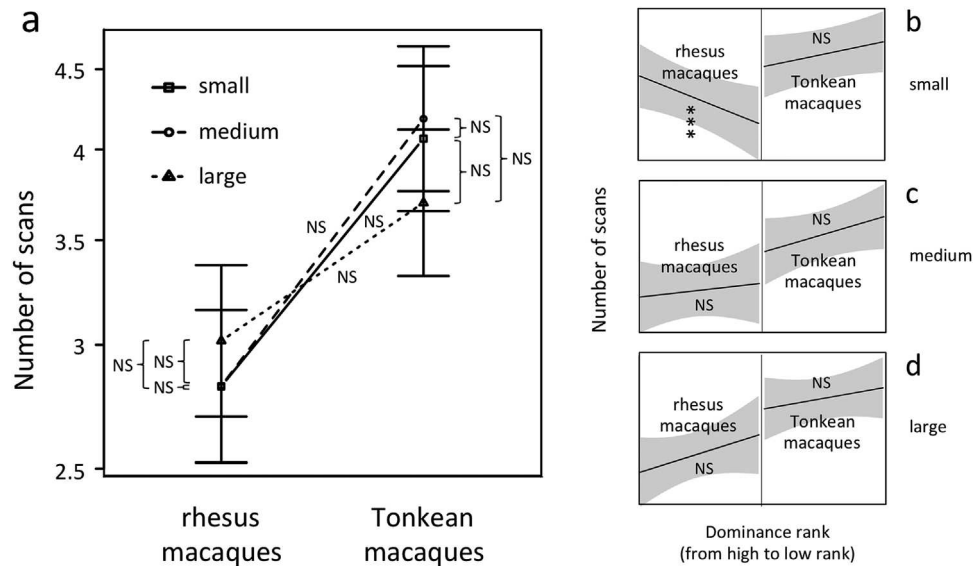 a
Number of scans
4.5
4
3.5
3
2.5
small
medium
large
NS
NS
NS
NS
NS
NS
NS
NS
NS
rhesus
macaques
Tonkean
macaques
b
small
rhesus
macaques
***
NS
Tonkean
macaques
Number of scans
c
medium
rhesus
macaques
NS
NS
Tonkean
macaques
d
large
rhesus
macaques
NS
NS
Tonkean
macaques
Dominance rank
(from high to low rank)